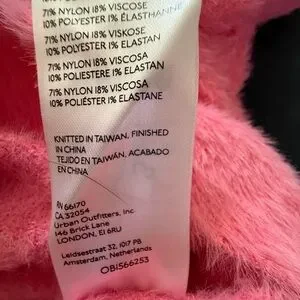 71% NYLON 18% VISCOSE
10% POLYESTER 1% ÉLASTHANNE
71% NYLON 18% VISKOSE
10% POLYESTER 1% ELASTAN
71% NYLON 18% VISCOSA
10% POLIESTERE 1% ELASTAN
71% NYLON 18% VISCOSA
10% POLIÉSTER 1% ELASTANE
KNITTED IN TAIWAN, FINISHED
IN CHINA
TEJIDO EN TAIWÁN, ACABADO
EN CHINA
RN 66170
CA 32054
Urban Outfitters, Inc
146 Brick Lane
LONDON, E1 6RU
Leidsestraat 32, 1017 PB
Amsterdam, Netherlands
OB1566253